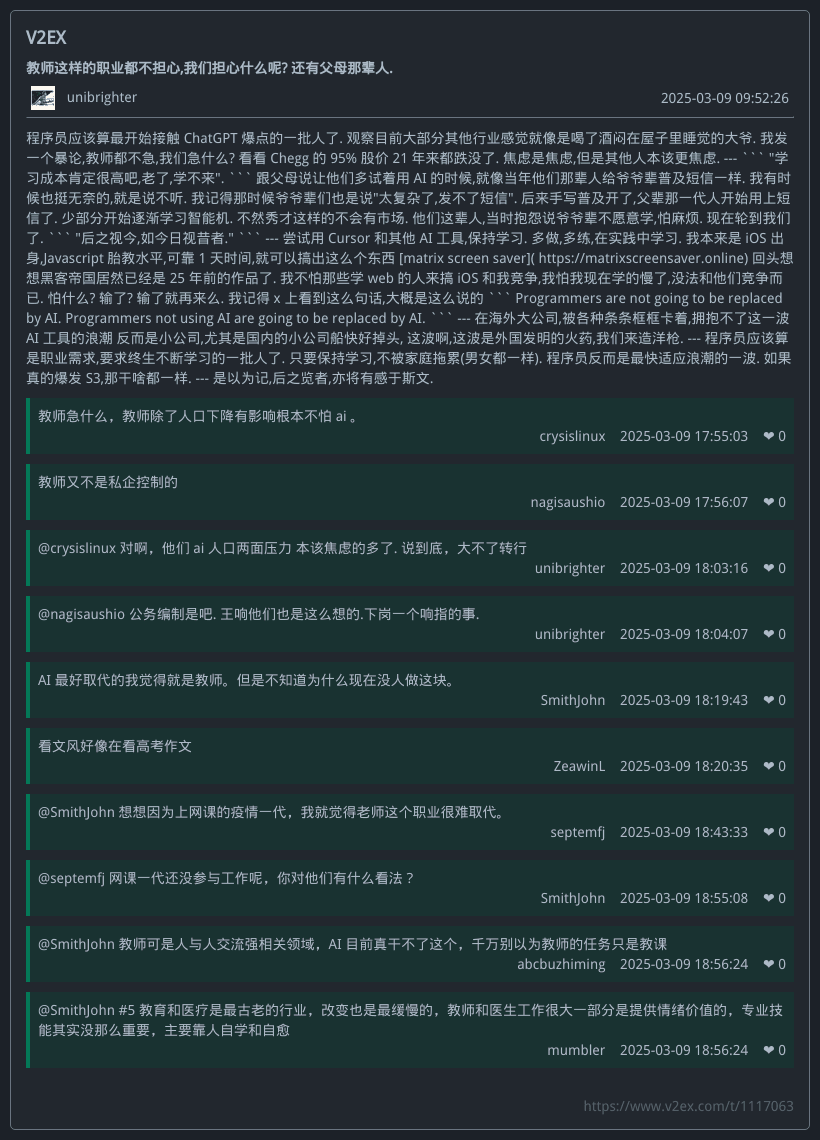 V2EX
教师这样的职业都不担心,我们担心什么呢? 还有父母那辈人.
unibrighter 2025-03-09 09:52:26
程序员应该算最开始接触 ChatGPT 爆点的一批人了. 观察目前大部分其他行业感觉就像是喝了酒闷在屋子里睡觉的大爷. 我发
一个暴论,教师都不急,我们急什么? 看看 Chegg 的 95% 股价 21 年来都跌没了. 焦虑是焦虑,但是其他人本该更焦虑. --- ``` "学
习成本肯定很高吧,老了,学不来". ``` 跟父母说让他们多试着用 AI 的时候,就像当年他们那辈人给爷爷辈普及短信一样. 我有时
候也挺无奈的,就是说不听. 我记得那时候爷爷辈们也是说"太复杂了,发不了短信". 后来手写普及开了,父辈那一代人开始用上短
信了. 少部分开始逐渐学习智能机. 不然秀才这样的不会有市场. 他们这辈人,当时抱怨说爷爷辈不愿意学,怕麻烦. 现在轮到我们
了. ``` "后之视今,如今日视昔者." ``` --- 尝试用 Cursor 和其他 AI 工具,保持学习. 多做,多练,在实践中学习. 我本来是 iOS 出
身,Javascript 胎教水平,可靠 1 天时间,就可以搞出这么个东西 [matrix screen saver]( https://matrixscreensaver.online) 回头想
想黑客帝国居然已经是 25 年前的作品了. 我不怕那些学 web 的人来搞 iOS 和我竞争,我怕我现在学的慢了,没法和他们竞争而
已. 怕什么? 输了? 输了就再来么. 我记得 x 上看到这么句话,大概是这么说的 ``` Programmers are not going to be replaced
by AI. Programmers not using AI are going to be replaced by AI. ``` --- 在海外大公司,被各种条条框框卡着,拥抱不了这一波
AI 工具的浪潮 反而是小公司,尤其是国内的小公司船快好掉头, 这波啊,这波是外国发明的火药,我们来造洋枪. --- 程序员应该算
是职业需求,要求终生不断学习的一批人了. 只要保持学习,不被家庭拖累(男女都一样). 程序员反而是最快适应浪潮的一波. 如果
真的爆发 S3,那干啥都一样. --- 是以为记,后之览者,亦将有感于斯文.
教师急什么，教师除了人口下降有影响根本不怕 ai 。
crysislinux 2025-03-09 17:55:03 ❤ 0
教师又不是私企控制的
nagisaushio 2025-03-09 17:56:07 ❤ 0
@crysislinux 对啊，他们 ai 人口两面压力 本该焦虑的多了. 说到底，大不了转行
unibrighter 2025-03-09 18:03:16 ❤ 0
@nagisaushio 公务编制是吧. 王响他们也是这么想的.下岗一个响指的事.
unibrighter 2025-03-09 18:04:07 ❤ 0
AI 最好取代的我觉得就是教师。但是不知道为什么现在没人做这块。
SmithJohn 2025-03-09 18:19:43 ❤ 0
看文风好像在看高考作文
ZeawinL 2025-03-09 18:20:35 ❤ 0
@SmithJohn 想想因为上网课的疫情一代，我就觉得老师这个职业很难取代。
septemfj 2025-03-09 18:43:33 ❤ 0
@septemfj 网课一代还没参与工作呢，你对他们有什么看法？
SmithJohn 2025-03-09 18:55:08 ❤ 0
@SmithJohn 教师可是人与人交流强相关领域，AI 目前真干不了这个，千万别以为教师的任务只是教课
abcbuzhiming 2025-03-09 18:56:24 ❤ 0
@SmithJohn #5 教育和医疗是最古老的行业，改变也是最缓慢的，教师和医生工作很大一部分是提供情绪价值的，专业技
能其实没那么重要，主要靠人自学和自愈
mumbler 2025-03-09 18:56:24 ❤ 0
https://www.v2ex.com/t/1117063